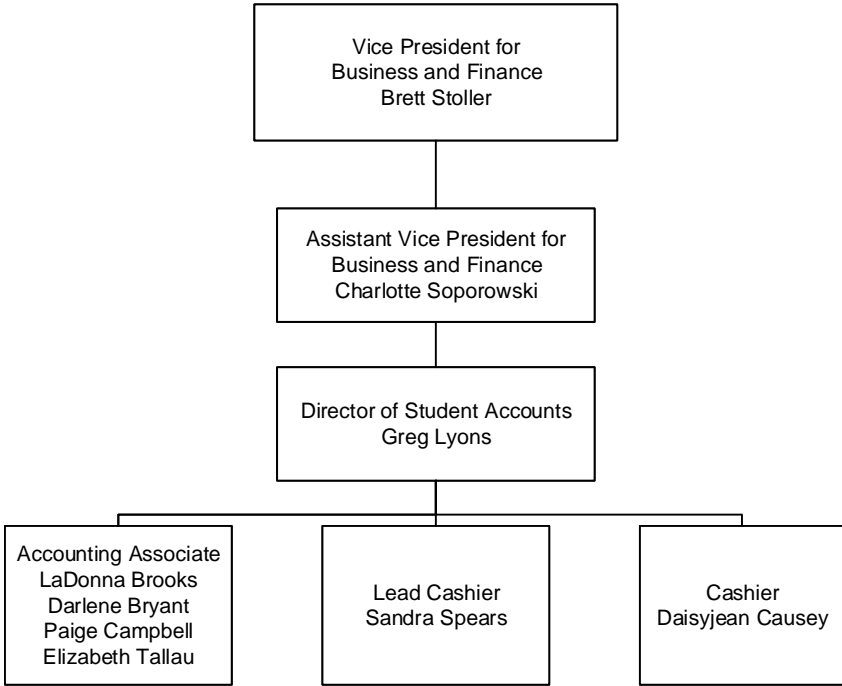 Vice President for
Business and Finance
Brett Stoller
Assistant Vice President for
Business and Finance
Charlotte Soporowski
Director of Student Accounts
Greg Lyons
Accounting Associate
LaDonna Brooks
Darlene Bryant
Paige Campbell
Elizabeth Tallau
Lead Cashier
Sandra Spears
Cashier
Daisyjean Causey